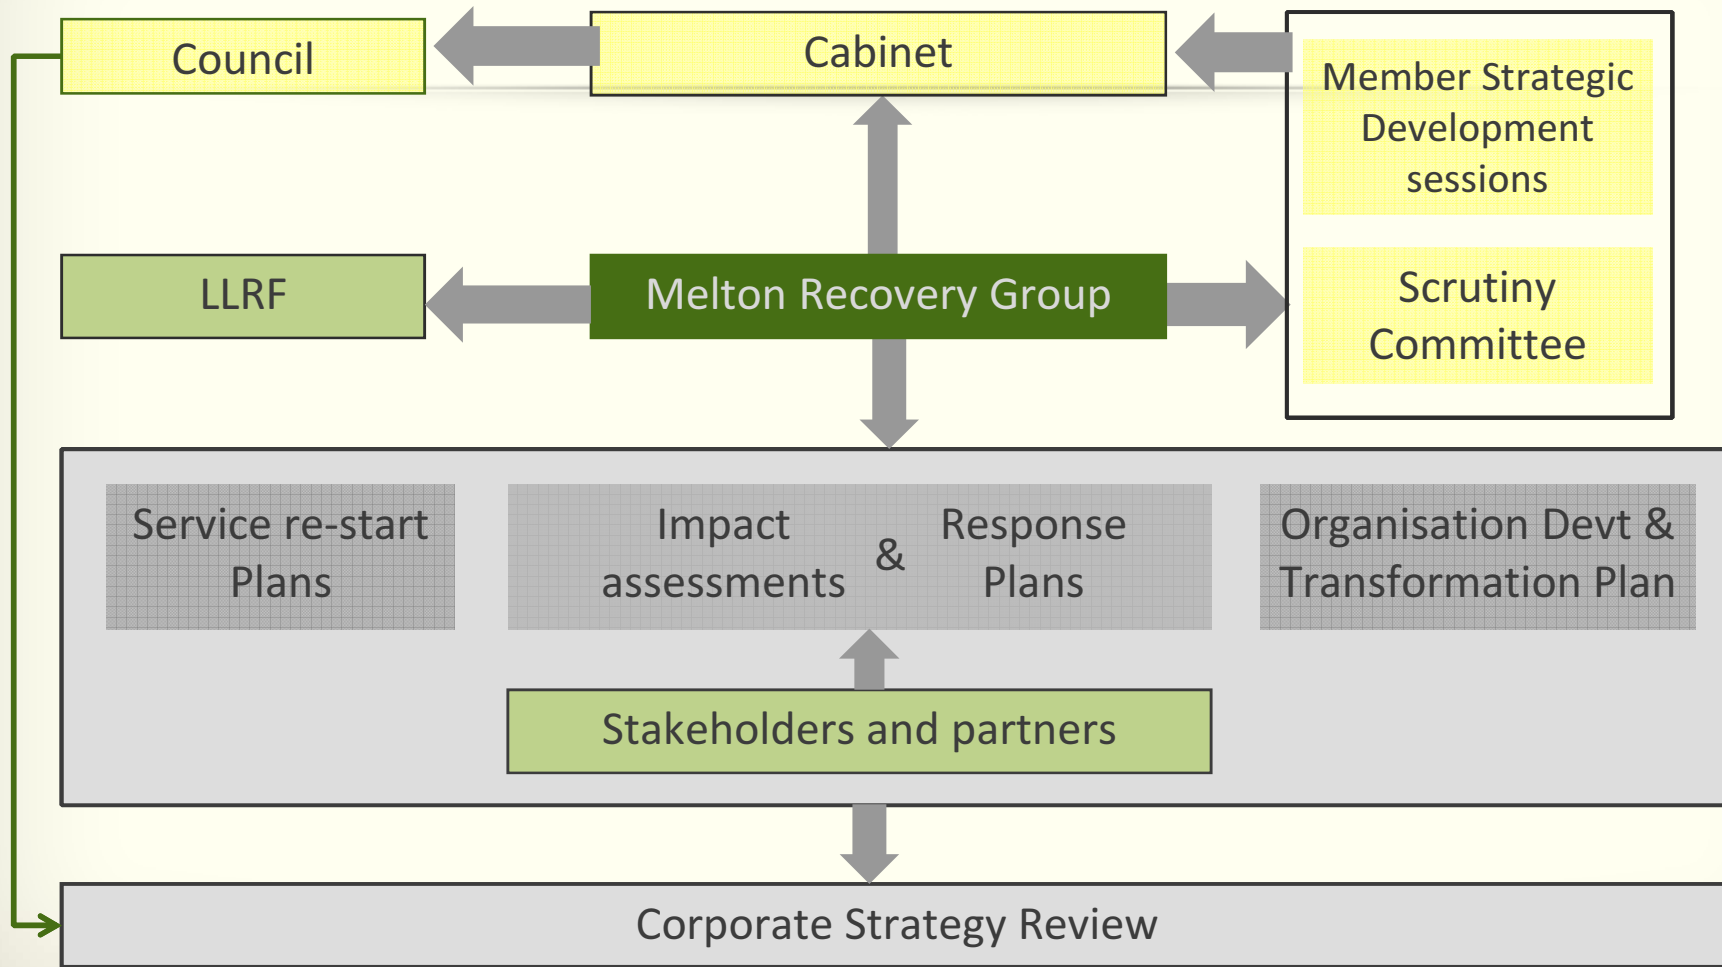 Council
Cabinet
Member Strategic
Development
sessions
LLRF
Melton Recovery Group
Scrutiny
Committee
Service re-start
Plans
Impact
assessments
&
Response
Plans
Organisation Devt &
Transformation Plan
Stakeholders and partners
Corporate Strategy Review